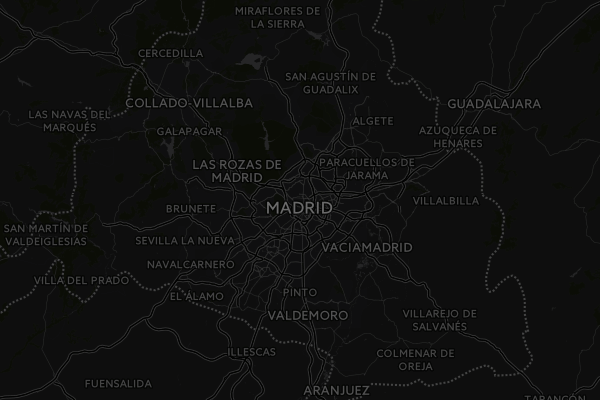 MIRAFLORES DE
LA SIERRA
CERCEDILLA
SAN AGUSTÍN DE
GUADALIX
COLLADO-VILLALBA
GUADALAJARA
LAS NAVAS DEL
MARQUÉS
ALGETE
GALAPAGAR
AZUQUECA DE
HENARES
LAS ROZAS DE
MADRID
PARACUELLOS DE
JARAMA
BRUNETE
MADRID
VILLALBILLA
SAN MARTÍN DE
VALDEIGLESIAS
SEVILLA LA NUEVA
VACIAMADRID
NAVALCARNERO
VILLA DEL PRADO
EL ÁLAMO
PINTO
VALDEMORO
VILLAREJO DE
SALVANÉS
ILLESCAS
COLMENAR DE
OREJA
FUENSALIDA
ARANJUEZ
TARANCÓN